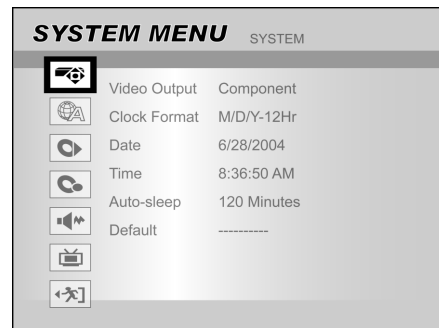 SYSTEM MENU SYSTEM
Video Output Component
Clock Format M/D/Y-12Hr
Date 6/28/2004
Time 8:36:50 AM
Auto-sleep 120 Minutes
Default ----------
A